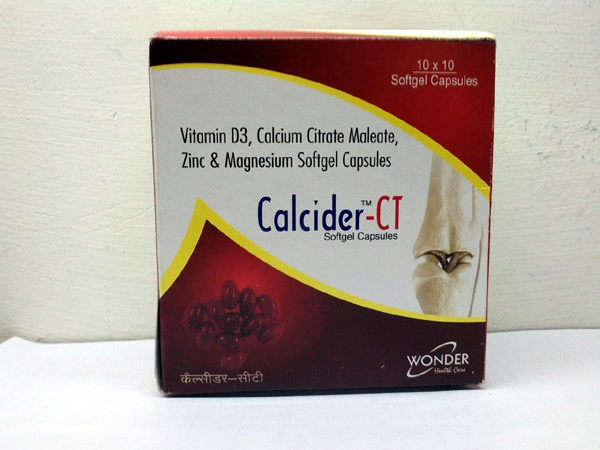 10 x 10
Softgel Capsules
Vitamin D3, Calcium Citrate Maleate,
Zinc & Magnesium Softgel Capsules
Calcider™-CT
Softgel Capsules
WONDER
Health Care
कैल्सीडर–सीटी